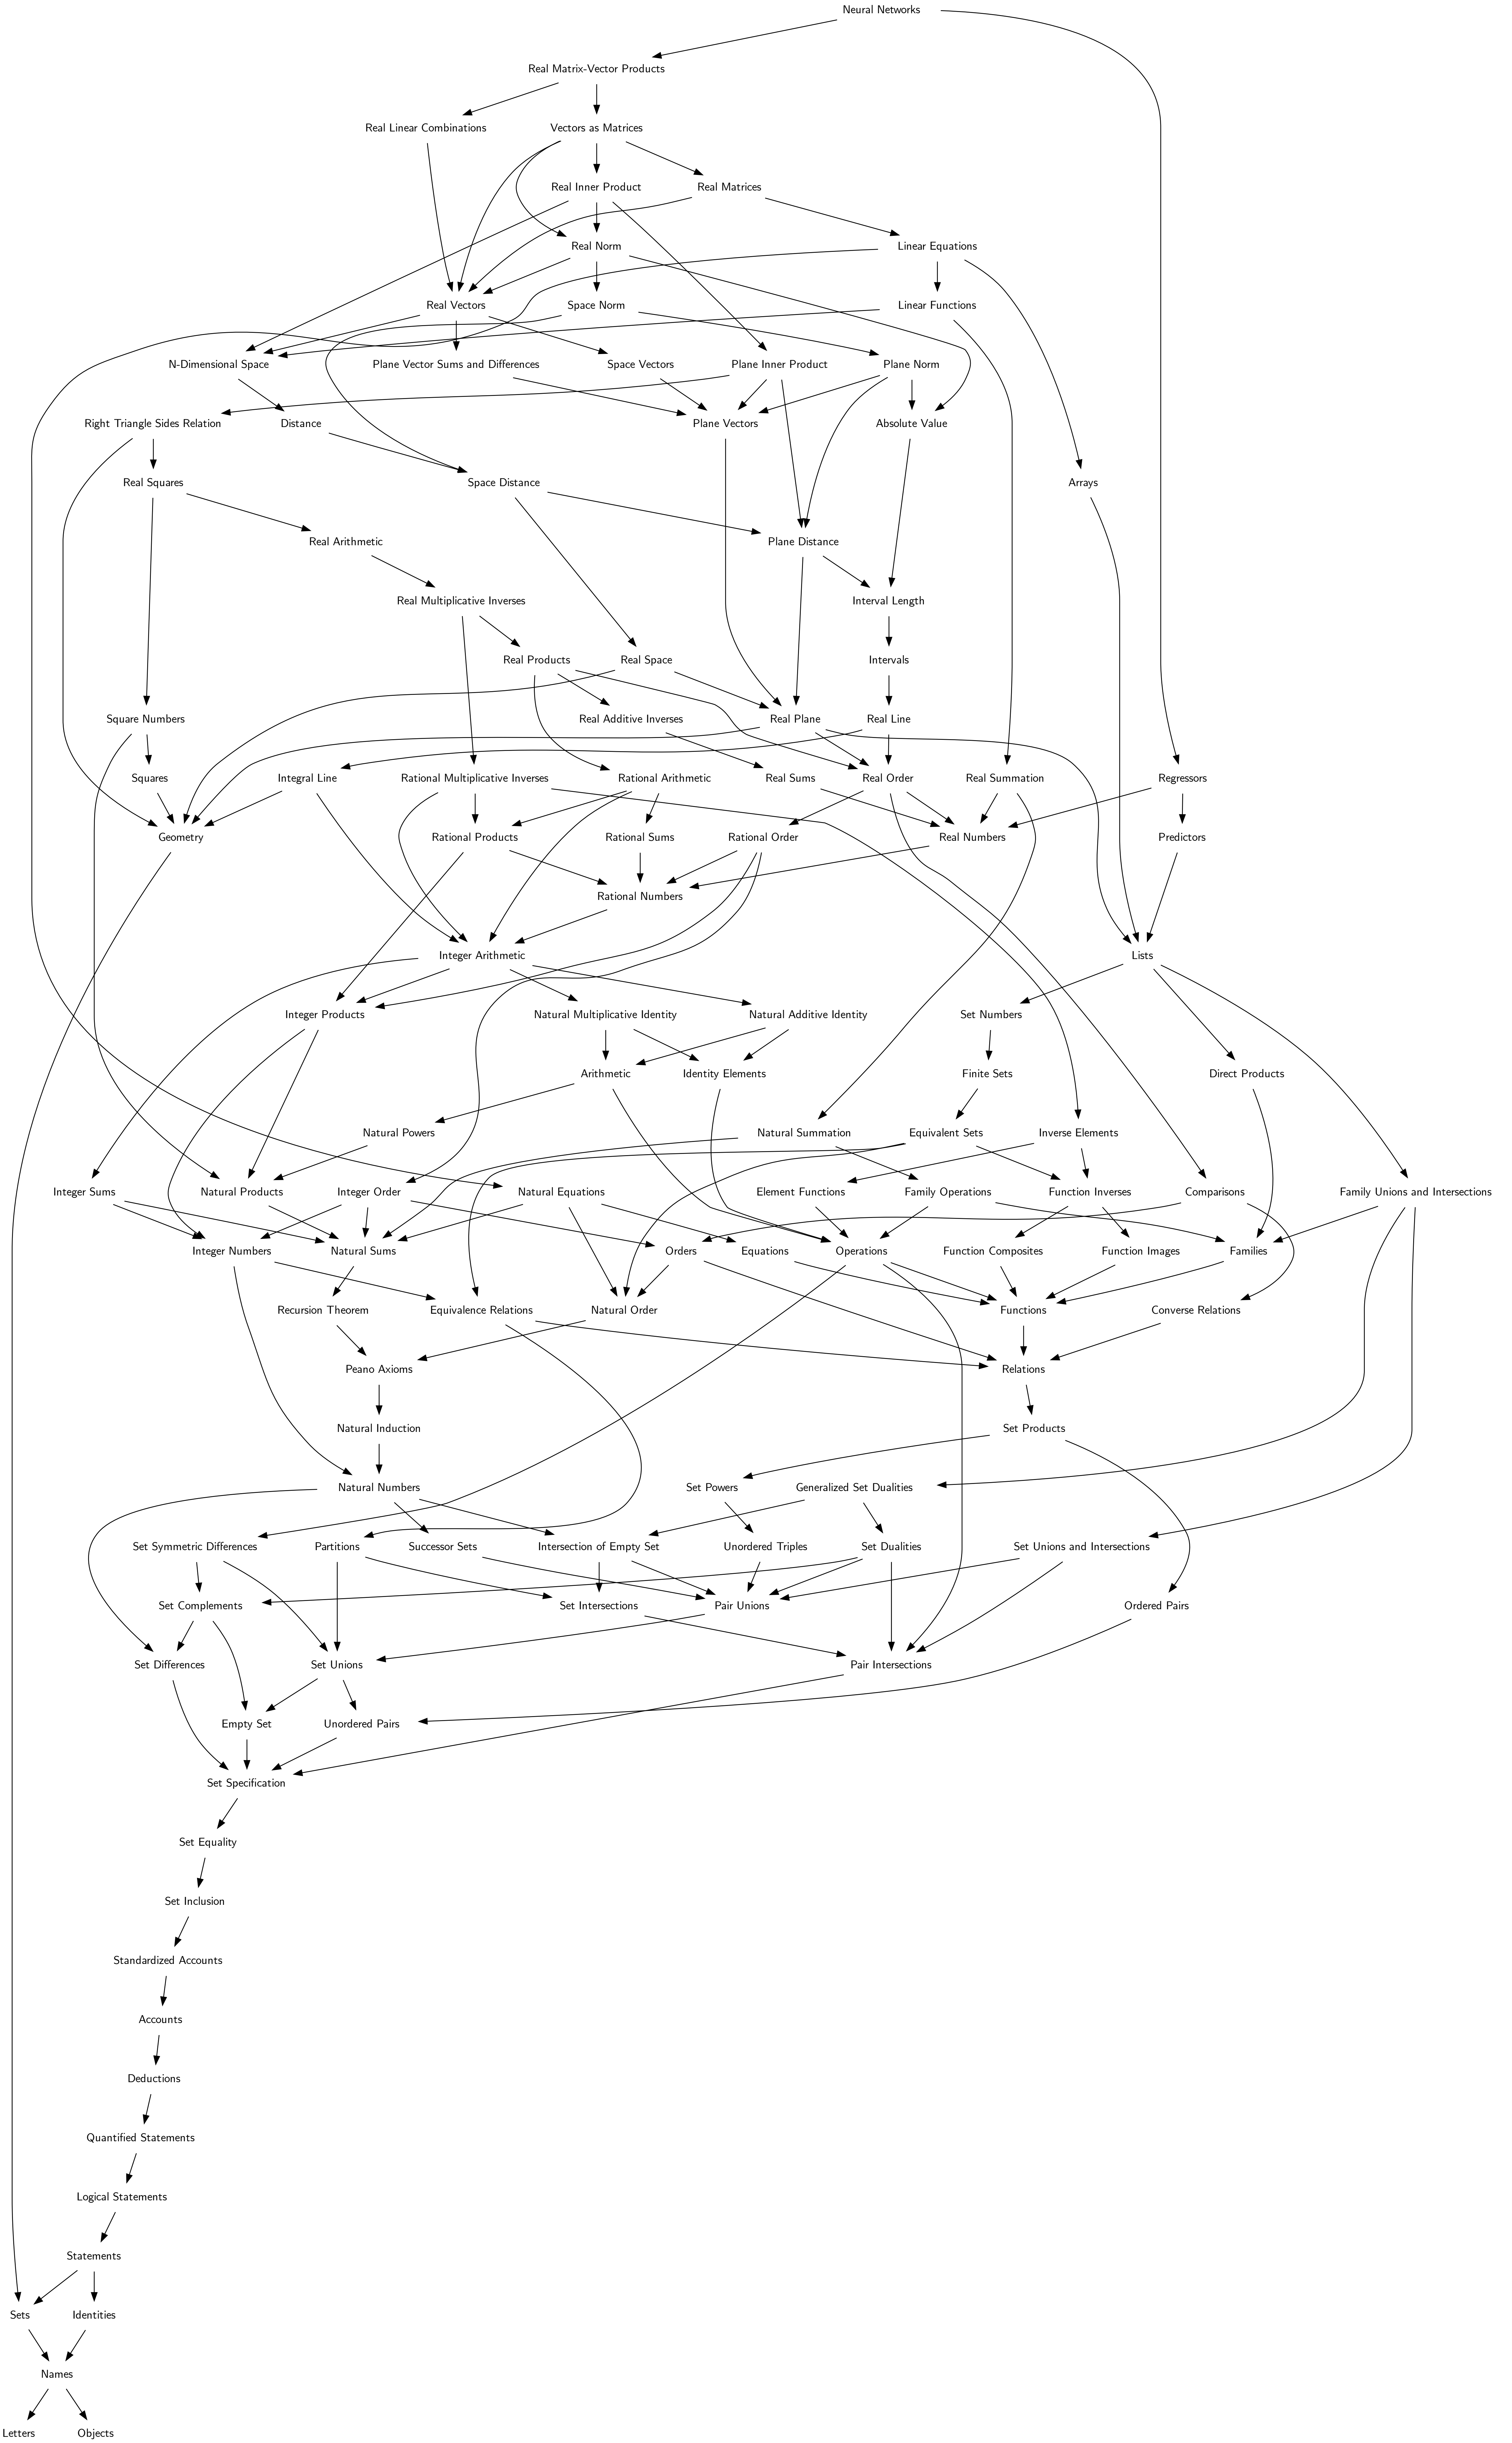 Neural Networks
Real Matrix-Vector Products
Real Linear Combinations
Vectors as Matrices
Real Inner Product
Real Matrices
Real Norm
Linear Equations
Real Vectors
Space Norm
Linear Functions
N-Dimensional Space
Plane Vector Sums and Differences
Space Vectors
Plane Inner Product
Plane Norm
Right Triangle Sides Relation
Distance
Plane Vectors
Absolute Value
Real Squares
Space Distance
Arrays
Real Arithmetic
Plane Distance
Real Multiplicative Inverses
Interval Length
Real Products
Real Space
Intervals
Square Numbers
Real Additive Inverses
Real Plane
Real Line
Squares
Integral Line
Rational Multiplicative Inverses
Rational Arithmetic
Real Sums
Real Order
Real Summation
Regressors
Geometry
Rational Products
Rational Sums
Rational Order
Real Numbers
Predictors
Rational Numbers
Integer Arithmetic
Lists
Integer Products
Natural Multiplicative Identity
Natural Additive Identity
Set Numbers
Arithmetic
Identity Elements
Finite Sets
Direct Products
Natural Powers
Natural Summation
Equivalent Sets
Inverse Elements
Integer Sums
Natural Products
Integer Order
Natural Equations
Element Functions
Family Operations
Function Inverses
Comparisons
Family Unions and Intersections
Integer Numbers
Natural Sums
Orders
Equations
Operations
Function Composites
Function Images
Families
Recursion Theorem
Equivalence Relations
Natural Order
Functions
Converse Relations
Peano Axioms
Relations
Natural Induction
Set Products
Natural Numbers
Set Powers
Generalized Set Dualities
Set Symmetric Differences
Partitions
Successor Sets
Intersection of Empty Set
Unordered Triples
Set Dualities
Set Unions and Intersections
Set Complements
Set Intersections
Pair Unions
Ordered Pairs
Set Differences
Set Unions
Pair Intersections
Empty Set
Unordered Pairs
Set Specification
Set Equality
Set Inclusion
Standardized Accounts
Accounts
Deductions
Quantified Statements
Logical Statements
Statements
Sets
Identities
Names
Letters
Objects